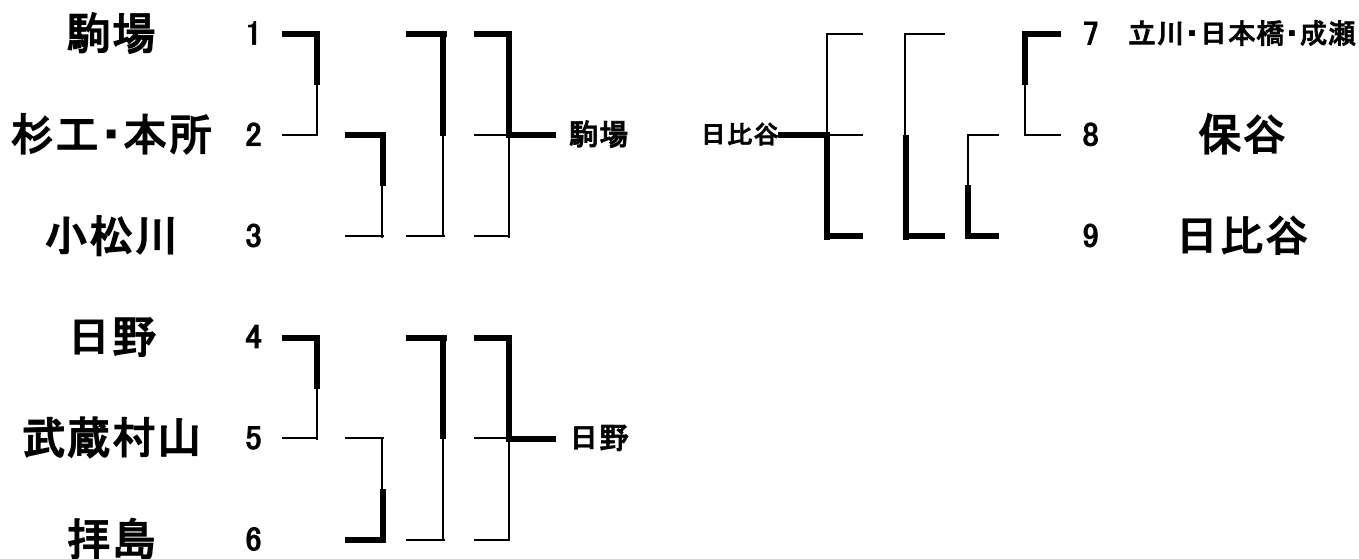 駒場 1
杉工・本所 2
小松川 3
駒場
日野 4
武蔵村山 5
拝島 6
日野
7 立川・日本橋・成瀬
8 保谷
9 日比谷
日比谷